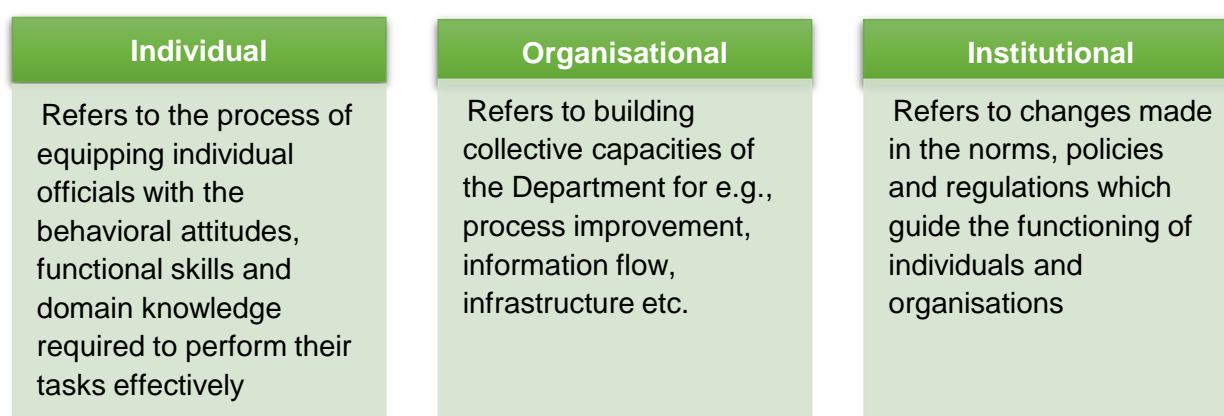 Individual
Refers to the process of
equipping individual
officials with the
behavioral attitudes,
functional skills and
domain knowledge
required to perform their
tasks effectively
Organisational
Refers to building
collective capacities of
the Department for e.g.,
process improvement,
information flow,
infrastructure etc.
Institutional
Refers to changes made
in the norms, policies
and regulations which
guide the functioning of
individuals and
organisations